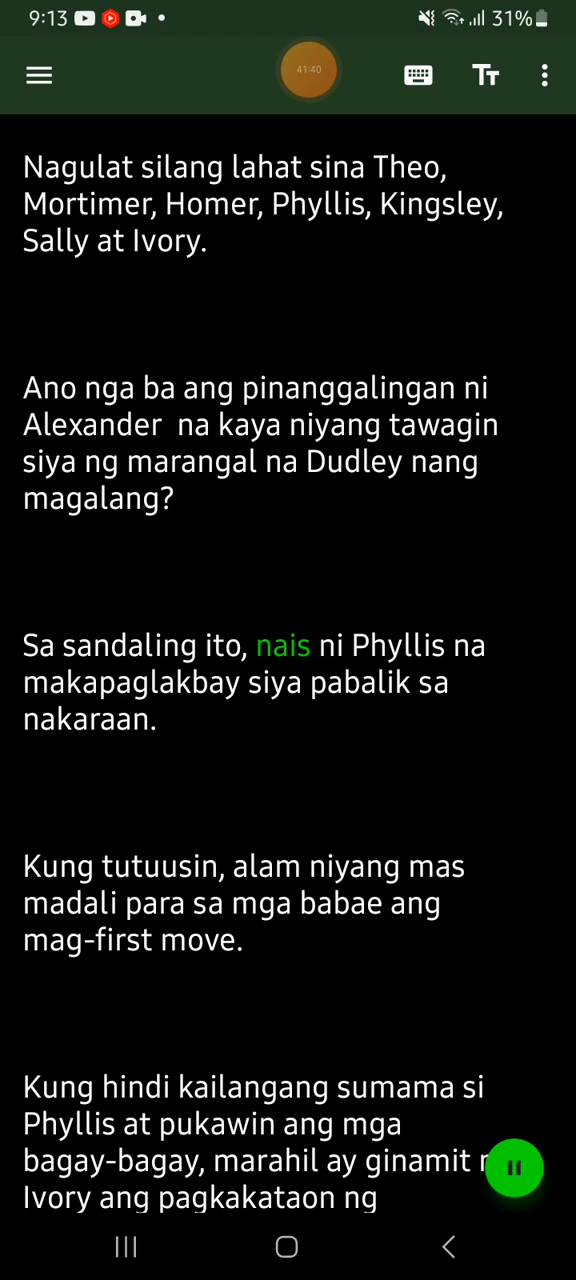 9:13
31%
41:40
Nagulat silang lahat sina Theo,
Mortimer, Homer, Phyllis, Kingsley,
Sally at Ivory.
Ano nga ba ang pinanggalingan ni
Alexander na kaya niyang tawagin
siya ng marangal na Dudley nang
magalang?
Sa sandaling ito, nais ni Phyllis na
makapaglakbay siya pabalik sa
nakaraan.
Kung tutuusin, alam niyang mas
madali para sa mga babae ang
mag-first move.
Kung hindi kailangang sumama si
Phyllis at pukawin ang mga
bagay-bagay, marahil ay ginamit
Ivory ang pagkakataon ng